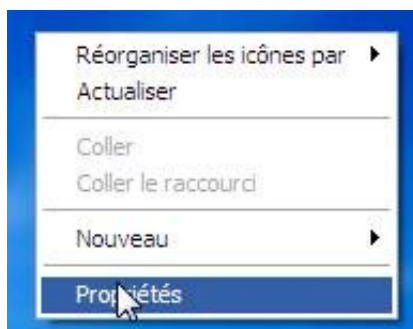 Réorganiser les icônes par
Actualiser
Coller
Coller le raccourci
Nouveau
Propriétés